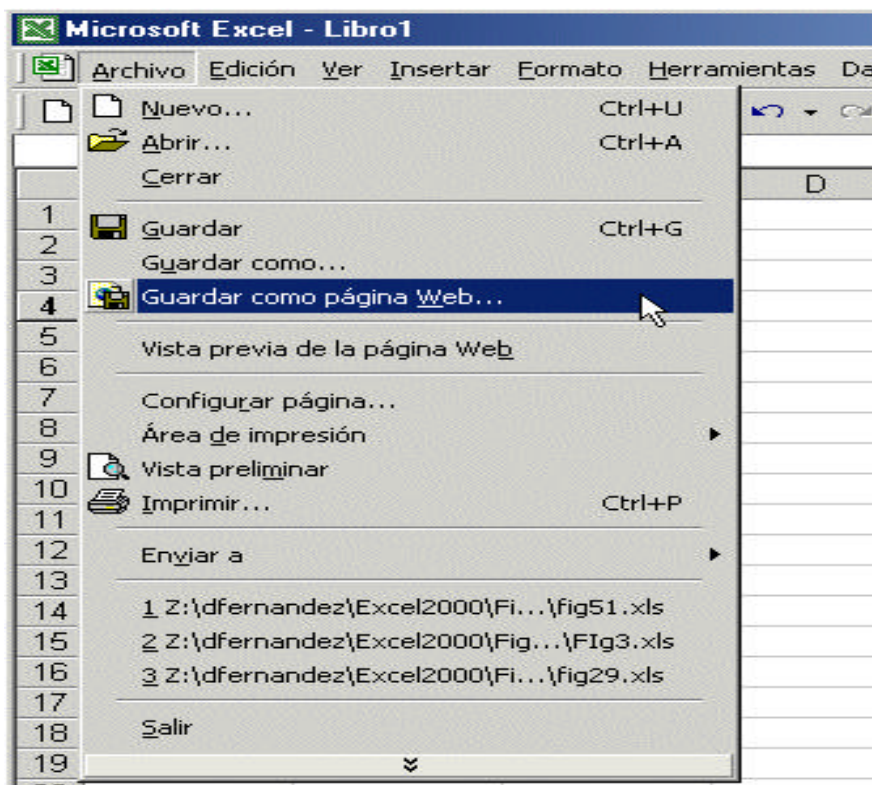 Microsoft Excel - Libro1
Archivo Edición Ver Insertar Formato Herramientas Da
Nuevo... Ctrl+U
Abrir... Ctrl+A
Cerrar
D
1
Guardar Ctrl+G
2
Guardar como...
3
Guardar como página Web...
4
5
Vista previa de la página Web
6
7
Configurar página...
8
Área de impresión
9
Vista preliminar
10
Imprimir... Ctrl+P
11
12
Enviar a
13
14
1 Z:\dfernandez\Excel2000\Fi...\fig51.xls
15
2 Z:\dfernandez\Excel2000\Fig...\FIg3.xls
16
3 Z:\dfernandez\Excel2000\Fi...\fig29.xls
17
18
Salir
19